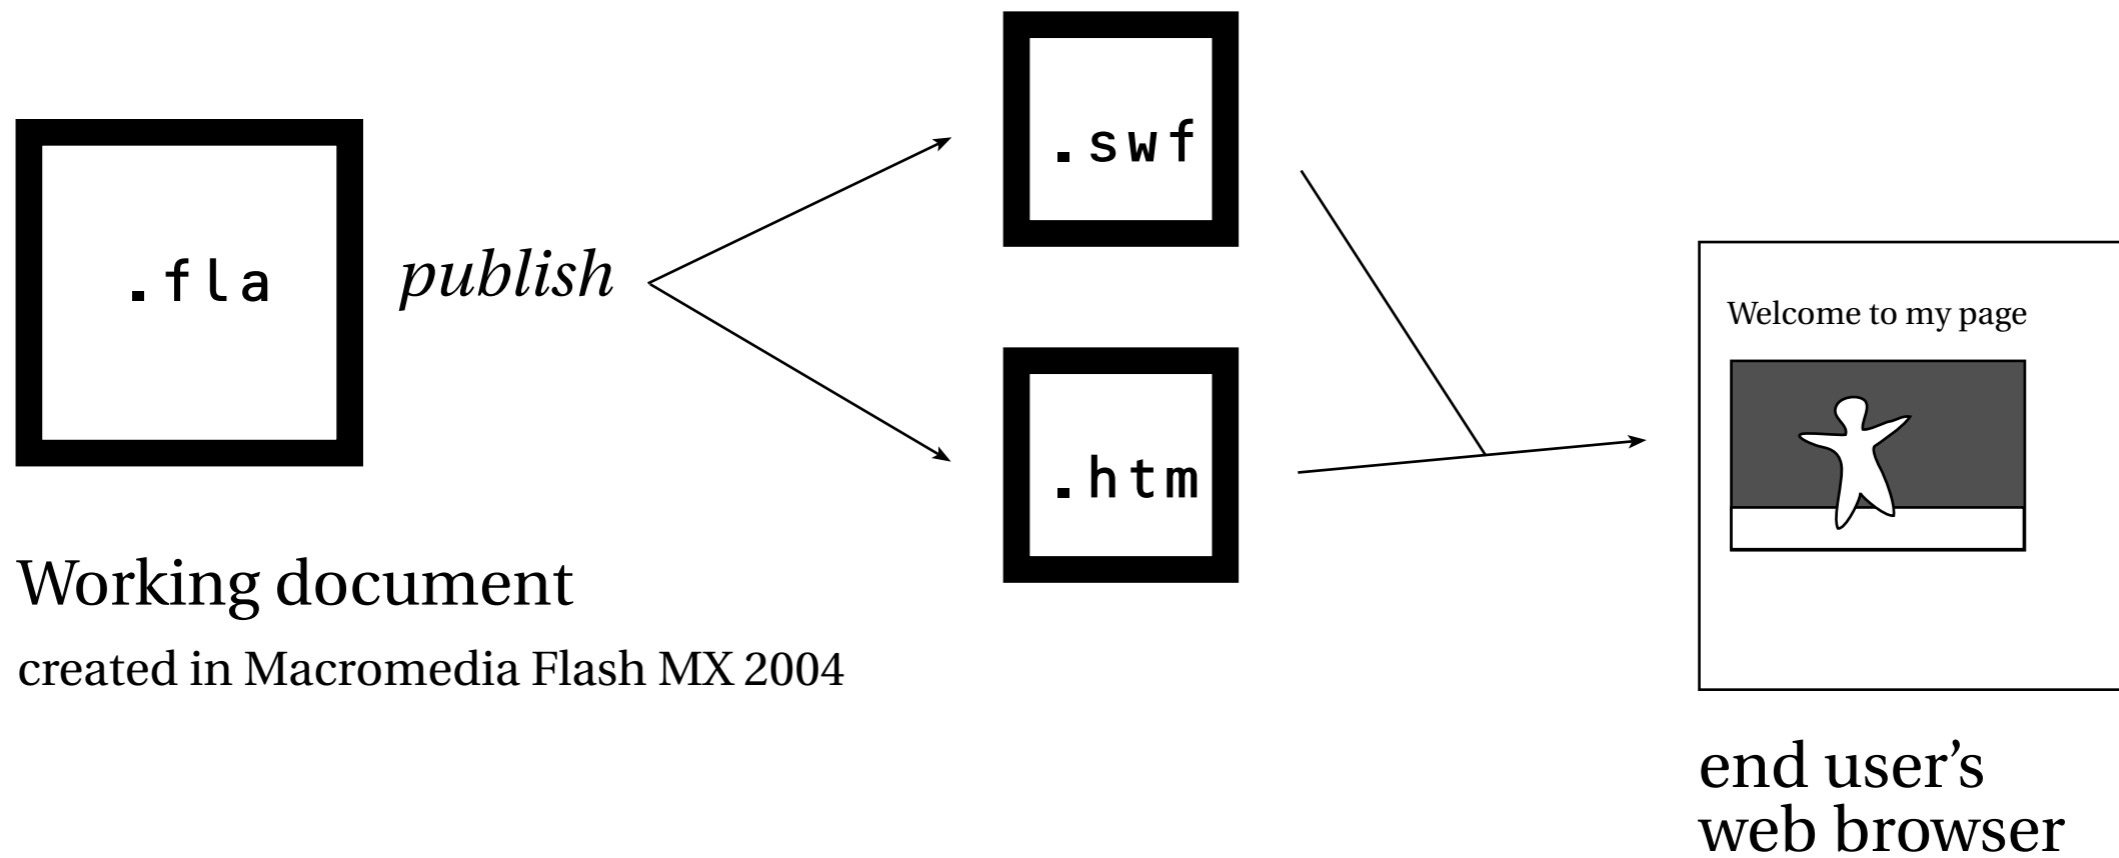 .fla
publish
.swf
.htm
Working document
created in Macromedia Flash MX 2004
Welcome to my page
end user’s
web browser